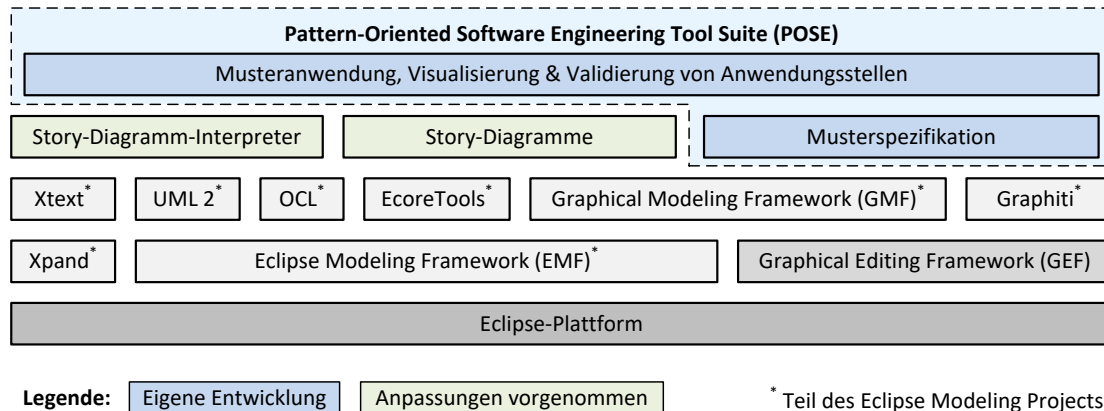 Pattern-Oriented Software Engineering Tool Suite (POSE)
Musteranwendung, Visualisierung & Validierung von Anwendungsstellen
Story-Diagramm-Interpreter Story-Diagramme Musterspezifikation
Xtext* UML 2* OCL* EcoreTools* Graphical Modeling Framework (GMF)* Graphiti*
Xpand* Eclipse Modeling Framework (EMF)* Graphical Editing Framework (GEF)
Eclipse-Plattform
Legende: Eigene Entwicklung Anpassungen vorgenommen * Teil des Eclipse Modeling Projects